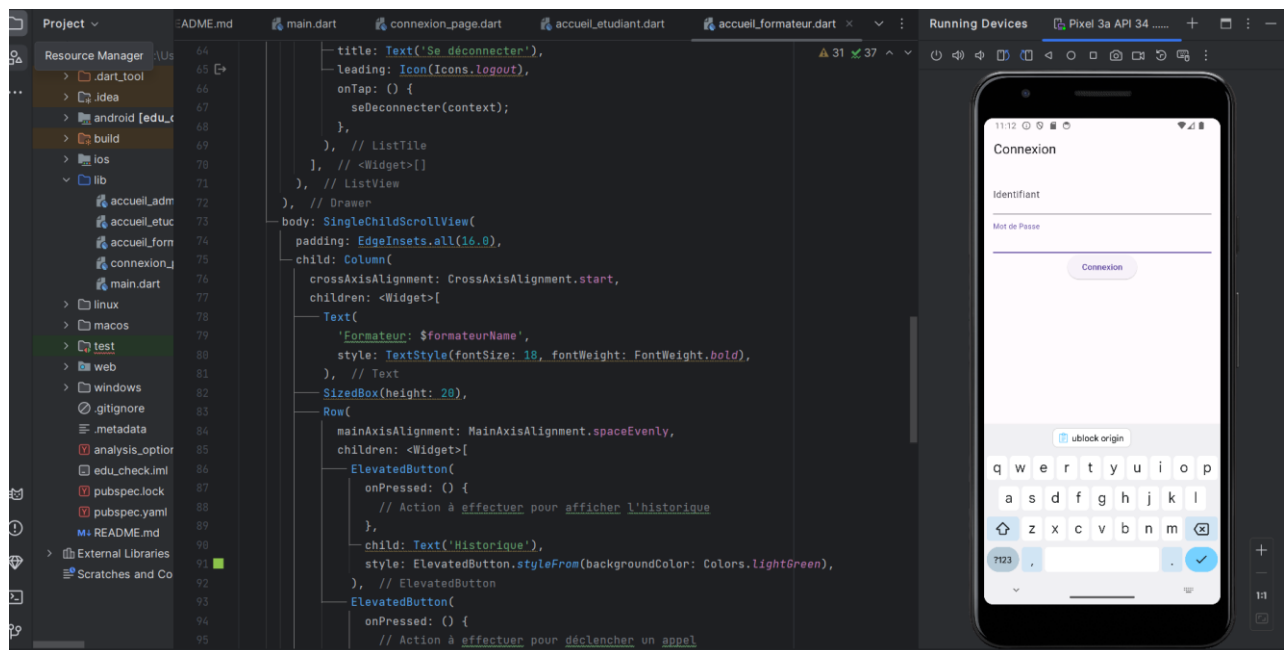 Project
EADME.md
main.dart
connexion_page.dart
accueil_etudiant.dart
accueil_formateur.dart
Running Devices
Pixel 3a API 34 ......
Resource Manager
:\Us
.dart_tool
.idea
android [edu_c
build
ios
lib
accueil_adm
accueil_etuc
accueil_form
connexion_p
main.dart
linux
macos
test
web
windows
.gitignore
.metadata
analysis_option
edu_check.iml
pubspec.lock
pubspec.yaml
README.md
External Libraries
Scratches and Co
31 37
64 title: Text('Se déconnecter'),
65 leading: Icon(Icons.logout),
66 onTap: () {
67 seDeconnecter(context);
68 },
69 ), // ListTile
70 ], // <Widget>[]
71 ), // ListView
72 ), // Drawer
73 body: SingleChildScrollView(
74 padding: EdgeInsets.all(16.0),
75 child: Column(
76 crossAxisAlignment: CrossAxisAlignment.start,
77 children: <Widget>[
78 Text(
79 'Formateur: $formateurName',
80 style: TextStyle(fontSize: 18, fontWeight: FontWeight.bold),
81 ), // Text
82 SizedBox(height: 20),
83 Row(
84 mainAxisAlignment: MainAxisAlignment.spaceEvenly,
85 children: <Widget>[
86 ElevatedButton(
87 onPressed: () {
88 // Action à effectuer pour afficher l'historique
89 },
90 child: Text('Historique'),
91 style: ElevatedButton.styleFrom(backgroundColor: Colors.lightGreen),
92 ), // ElevatedButton
93 ElevatedButton(
94 onPressed: () {
95 // Action à effectuer pour déclencher un appel
11:12
Connexion
Identifiant
Mot de Passe
Connexion
ublock origin
q w e r t y u i o p
a s d f g h j k l
z x c v b n m
?123 , .
1:1